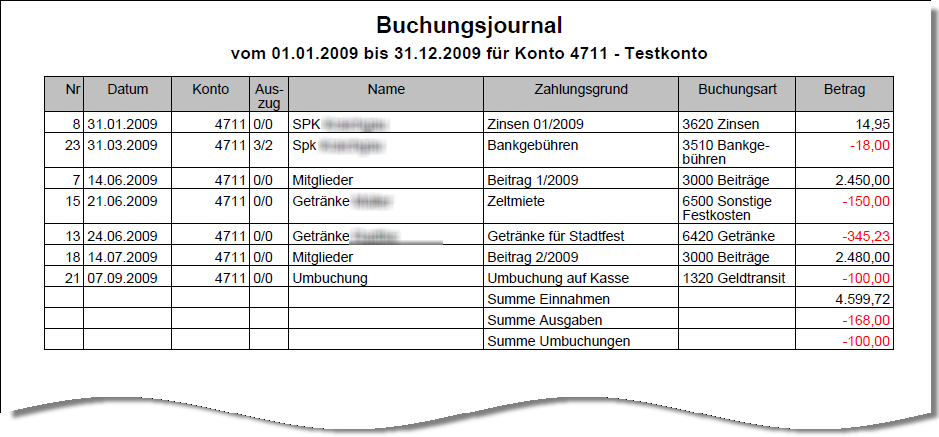 Buchungsjournal
vom 01.01.2009 bis 31.12.2009 für Konto 4711 - Testkonto
Nr Datum Konto Aus- Name Zahlungsgrund Buchungsart Betrag
zug
8 31.01.2009 4711 0/0 SPK Zinsen 01/2009 3620 Zinsen 14,95
23 31.03.2009 4711 3/2 Spk Bankgebühren 3510 Bankge- -18,00
bühren
7 14.06.2009 4711 0/0 Mitglieder Beitrag 1/2009 3000 Beiträge 2.450,00
15 21.06.2009 4711 0/0 Getränke Zeltmiete 6500 Sonstige -150,00
Festkosten
13 24.06.2009 4711 0/0 Getränke Getränke für Stadtfest 6420 Getränke -345,23
18 14.07.2009 4711 0/0 Mitglieder Beitrag 2/2009 3000 Beiträge 2.480,00
21 07.09.2009 4711 0/0 Umbuchung Umbuchung auf Kasse 1320 Geldtransit -100,00
Summe Einnahmen 4.599,72
Summe Ausgaben -168,00
Summe Umbuchungen -100,00